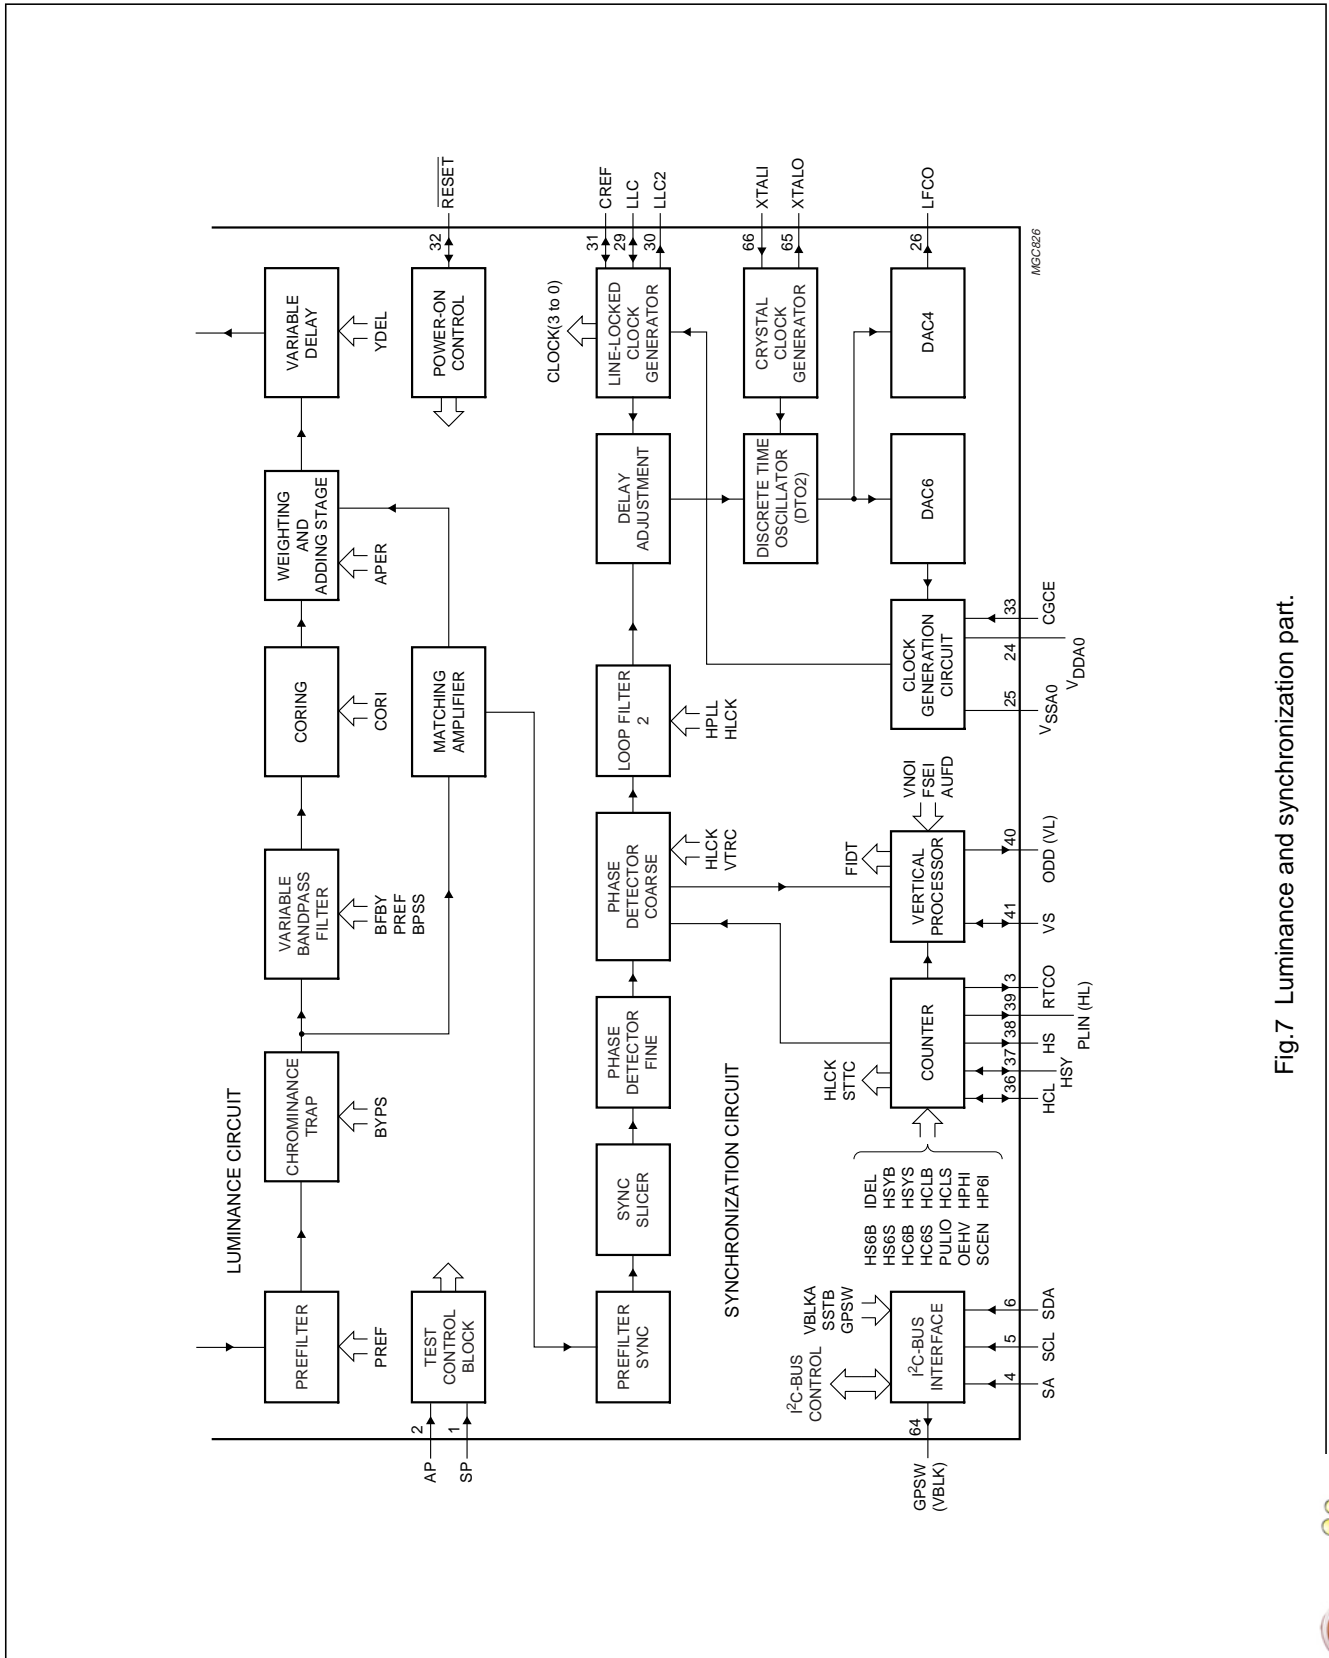 LUMINANCE CIRCUIT
PREFILTER
PREF
CHROMINANCE
TRAP
BYPS
VARIABLE
BANDPASS
FILTER
BFBY
PREF
BPSS
CORING
CORI
WEIGHTING
AND
ADDING STAGE
APER
VARIABLE
DELAY
YDEL
AP
2
SP
1
TEST
CONTROL
BLOCK
MATCHING
AMPLIFIER
POWER-ON
CONTROL
32
RESET
PREFILTER
SYNC
SYNC
SLICER
PHASE
DETECTOR
FINE
PHASE
DETECTOR
COARSE
HLCK
VTRC
LOOP FILTER
2
HPLL
HLCK
DELAY
ADJUSTMENT
CLOCK(3 to 0)
LINE-LOCKED
CLOCK
GENERATOR
31
CREF
29
LLC
30
LLC2
SYNCHRONIZATION CIRCUIT
DISCRETE TIME
OSCILLATOR
(DTO2)
CRYSTAL
CLOCK
GENERATOR
66
XTALI
65
XTALO
I2C-BUS
CONTROL
VBLKA
SSTB
GPSW
I2C-BUS
INTERFACE
64
GPSW
(VBLK)
4
SA
5
SCL
6
SDA
HS6B IDEL
HS6S HSYB
HC6B HSYS
HC6S HCLB
PULIO HCLS
OEHV HPHI
SCEN HP6I
HLCK
STTC
COUNTER
36
HCL
37
HSY
38
HS
39
PLIN (HL)
3
RTCO
FIDT
VERTICAL
PROCESSOR
VNOI
FSEI
AUFD
41
VS
40
ODD (VL)
CLOCK
GENERATION
CIRCUIT
25
VSSA0
24
VDDA0
33
CGCE
DAC6
DAC4
26
LFCO
MGC826
Fig.7 Luminance and synchronization part.